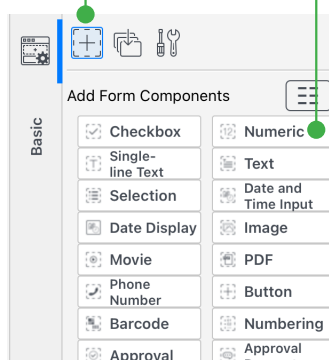 Add Form Components
Basic
Checkbox
Numeric
Single-
line Text
Text
Selection
Date and
Time Input
Date Display
Image
Movie
PDF
Phone
Number
Button
Barcode
Numbering
Approval
Approval